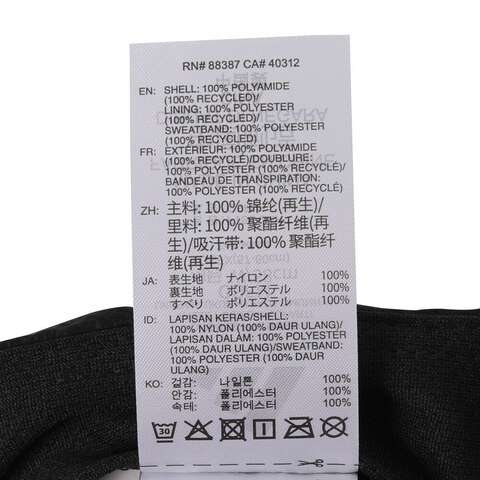 RN# 88387 CA# 40312
EN: SHELL: 100% POLYAMIDE
(100% RECYCLED)/
LINING: 100% POLYESTER
(100% RECYCLED)/
SWEATBAND: 100% POLYESTER
(100% RECYCLED)
FR: EXTÉRIEUR: 100% POLYAMIDE
(100% RECYCLÉ)/DOUBLURE:
100% POLYESTER (100% RECYCLÉ)/
BANDEAU DE TRANSPIRATION:
100% POLYESTER (100% RECYCLÉ)
ZH: 主料: 100% 锦纶(再生)/
里料: 100% 聚酯纤维(再
生)/吸汗带: 100% 聚酯纤
维(再生)
JA: 表生地 ナイロン 100%
裏生地 ポリエステル 100%
すべり ポリエステル 100%
ID: LAPISAN KERAS/SHELL:
100% NYLON (100% DAUR ULANG)/
LAPISAN DALAM: 100% POLYESTER
(100% DAUR ULANG)/SWEATBAND:
100% POLYESTER (100% DAUR
ULANG)
KO: 겉감: 나일론 100%
안감: 폴리에스터 100%
속테: 폴리에스터 100%
30